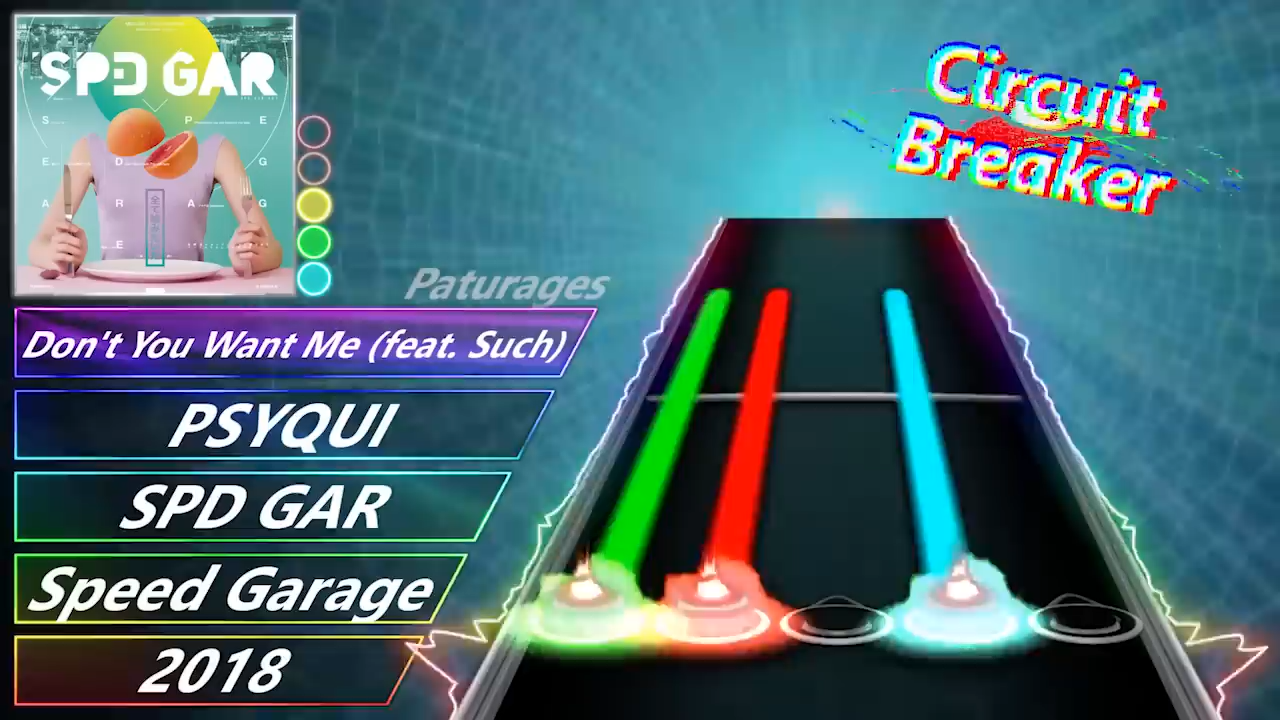 SPD GAR
S P E
E D G
A R A G
E
Circuit
Breaker
Paturages
Don't You Want Me (feat. Such)
PSYQUI
SPD GAR
Speed Garage
2018